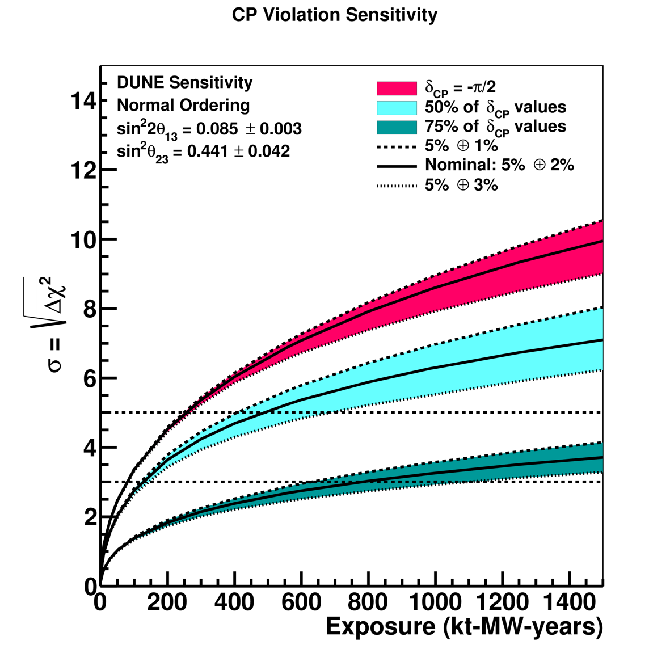 CP Violation Sensitivity
DUNE Sensitivity
Normal Ordering
sin²2θ₁₃ = 0.085 ± 0.003
sin²θ₂₃ = 0.441 ± 0.042
δCP = -π/2
50% of δCP values
75% of δCP values
5% ⊕ 1%
Nominal: 5% ⊕ 2%
5% ⊕ 3%
σ = √Δχ²
14
12
10
8
6
4
2
0
0 200 400 600 800 1000 1200 1400
Exposure (kt-MW-years)